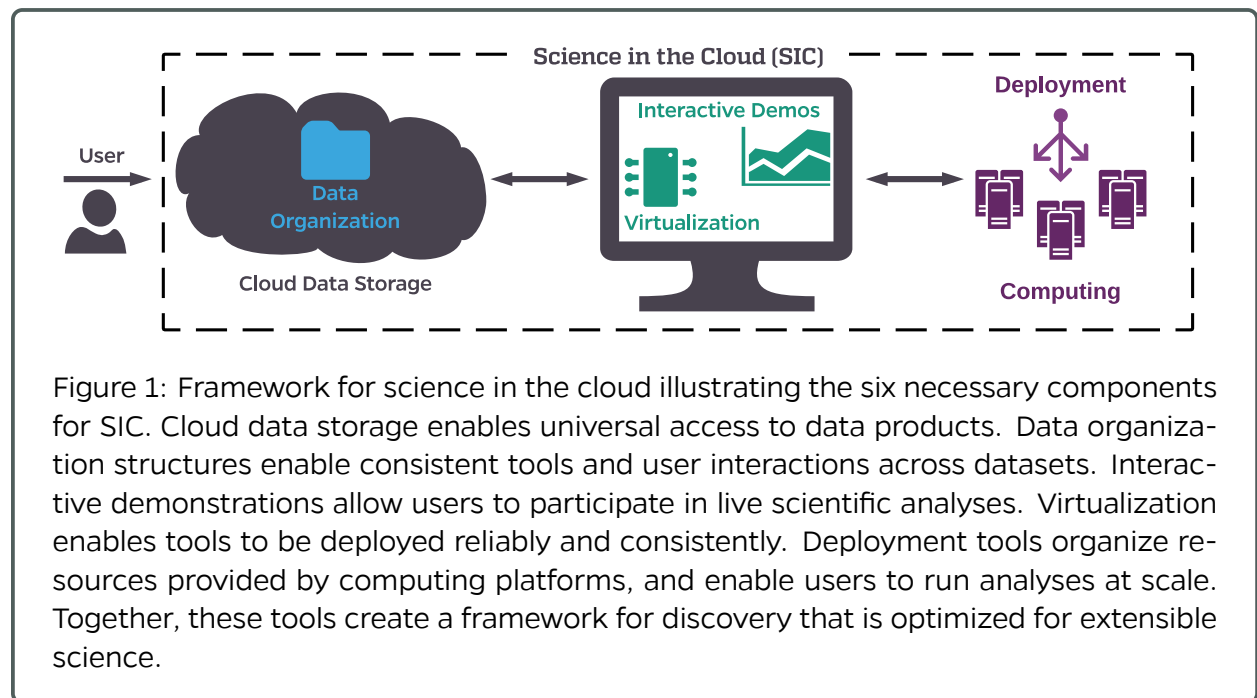 Science in the Cloud (SIC)
User
Data
Organization
Cloud Data Storage
Interactive Demos
Virtualization
Deployment
Computing
Figure 1: Framework for science in the cloud illustrating the six necessary components
for SIC. Cloud data storage enables universal access to data products. Data organiza-
tion structures enable consistent tools and user interactions across datasets. Interac-
tive demonstrations allow users to participate in live scientific analyses. Virtualization
enables tools to be deployed reliably and consistently. Deployment tools organize re-
sources provided by computing platforms, and enable users to run analyses at scale.
Together, these tools create a framework for discovery that is optimized for extensible
science.